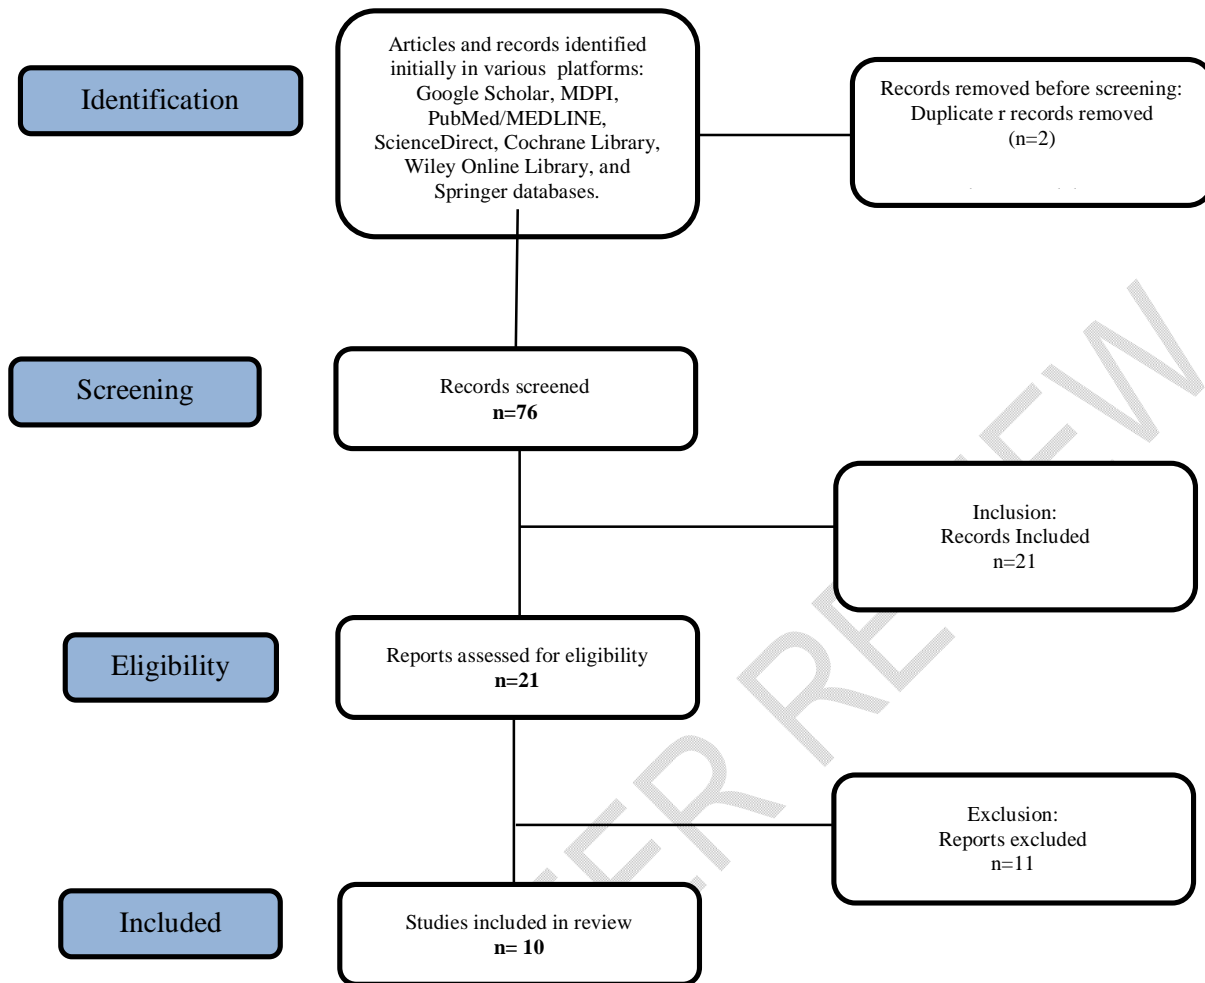 Identification
Articles and records identified
initially in various platforms:
Google Scholar, MDPI,
PubMed/MEDLINE,
ScienceDirect, Cochrane Library,
Wiley Online Library, and
Springer databases.
Records removed before screening:
Duplicate r records removed
(n=2)
Screening
Records screened
n=76
Inclusion:
Records Included
n=21
Eligibility
Reports assessed for eligibility
n=21
Exclusion:
Reports excluded
n=11
Included
Studies included in review
n= 10
ER REVIEW